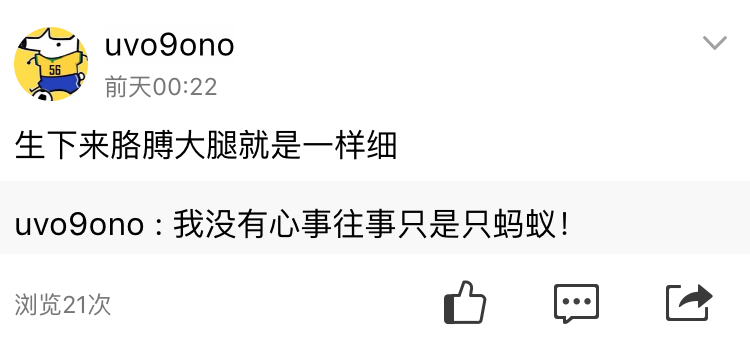 uvo9ono
前天00:22
56
生下来胳膊大腿就是一样细
uvo9ono : 我没有心事往事只是只蚂蚁！
浏览21次